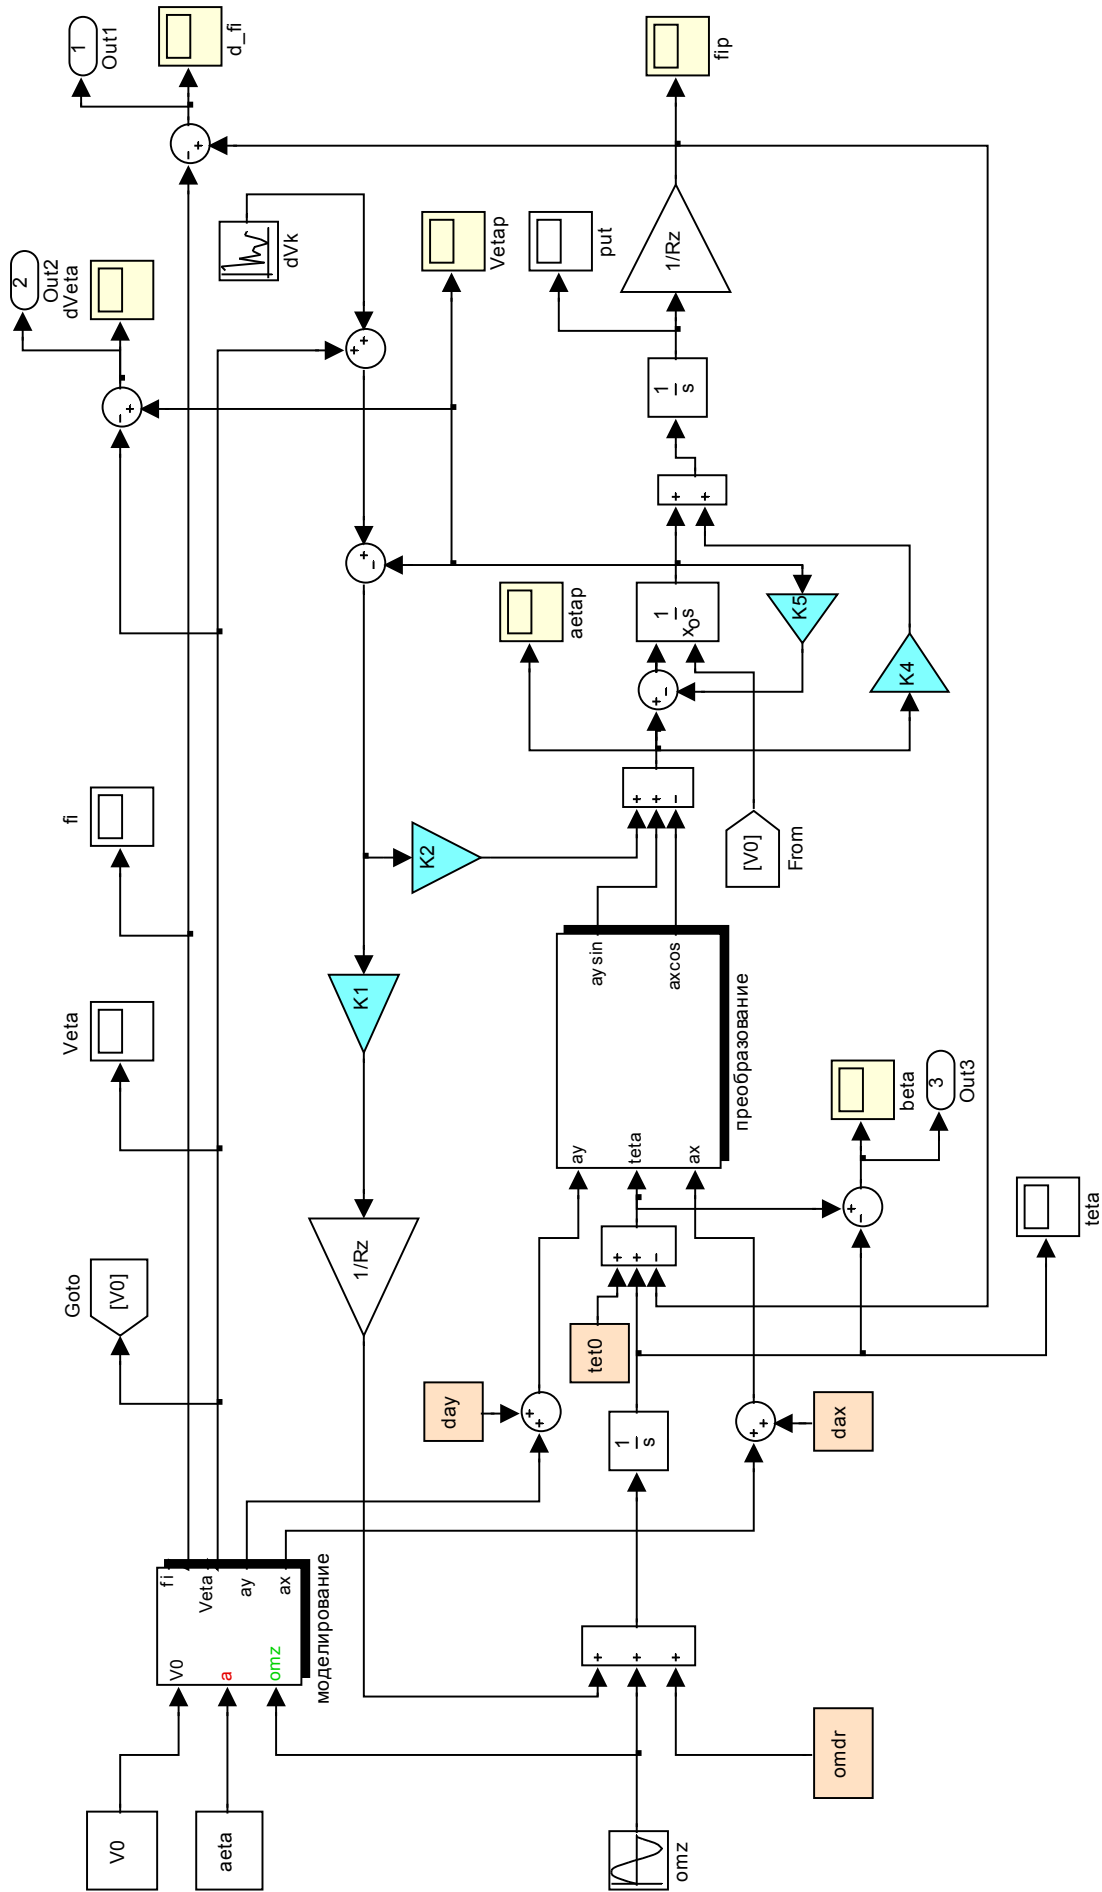 2
Out2
Goto
Veta
fi
dVeta
1
Out1
V0
[V0]
aeta
V0
fi
a
Veta
omz
ay
ax
моделирование
d_fi
dVk
1/Rz
K1
K2
day
Vetap
aetap
put
ay
ay sin
tet0
teta
ax
axcos
1
s
1
xos
1
s
1/Rz
fip
omz
преобразование
[V0]
From
K5
omdr
dax
beta
K4
3
Out3
teta